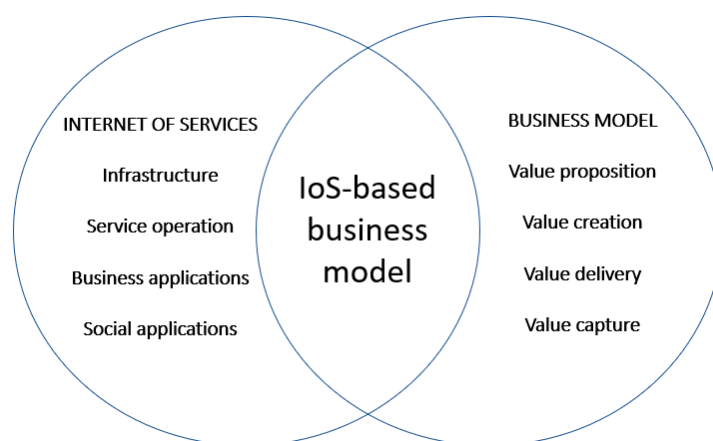 INTERNET OF SERVICES
Infrastructure
Service operation
Business applications
Social applications
IoS-based
business
model
BUSINESS MODEL
Value proposition
Value creation
Value delivery
Value capture